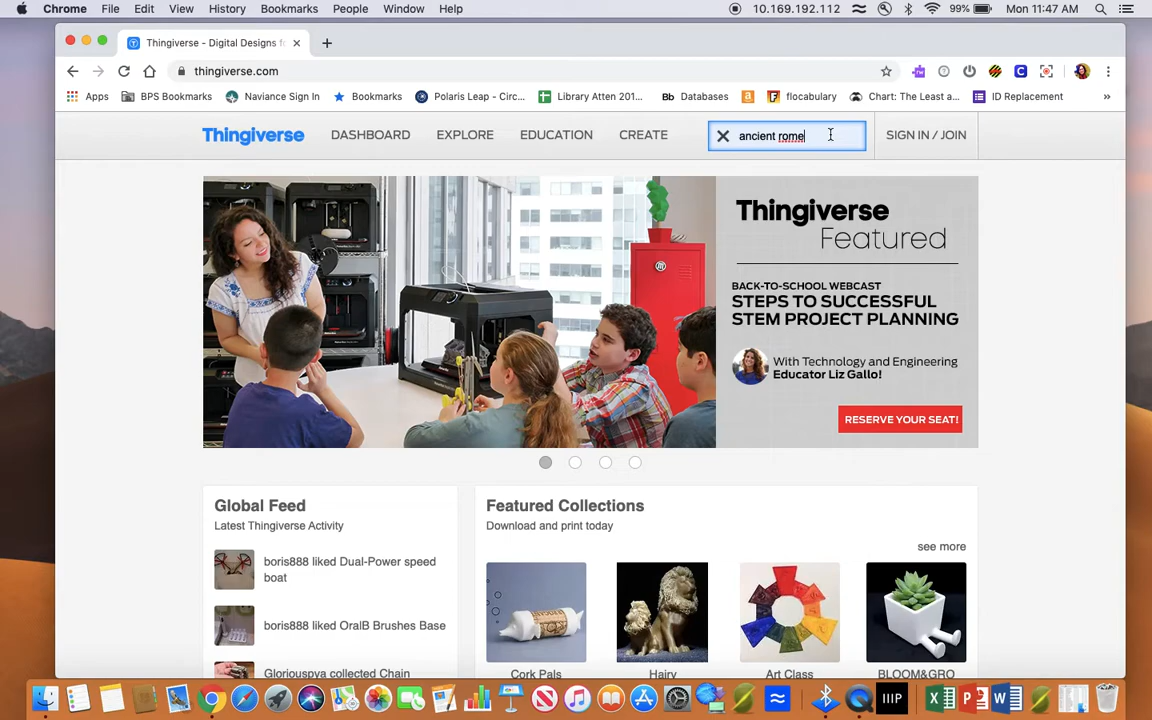 Chrome File Edit View History Bookmarks People Window Help 10.169.192.112 99% Mon 11:47 AM
Thingiverse - Digital Designs f
thingiverse.com
Apps BPS Bookmarks Naviance Sign In Bookmarks Polaris Leap - Circ... Library Atten 201... Bb Databases flocabulary Chart: The Least a... ID Replacement »
Thingiverse DASHBOARD EXPLORE EDUCATION CREATE ancient rome SIGN IN / JOIN
Thingiverse
Featured
BACK-TO-SCHOOL WEBCAST
STEPS TO SUCCESSFUL
STEM PROJECT PLANNING
With Technology and Engineering
Educator Liz Gallo!
RESERVE YOUR SEAT!
Global Feed
Latest Thingiverse Activity
boris888 liked Dual-Power speed
boat
boris888 liked OralB Brushes Base
Gloriouspya collected Chain
Featured Collections
Download and print today
see more
Cork Pals Hairy Art Class BLOOM&GRO
IIIP